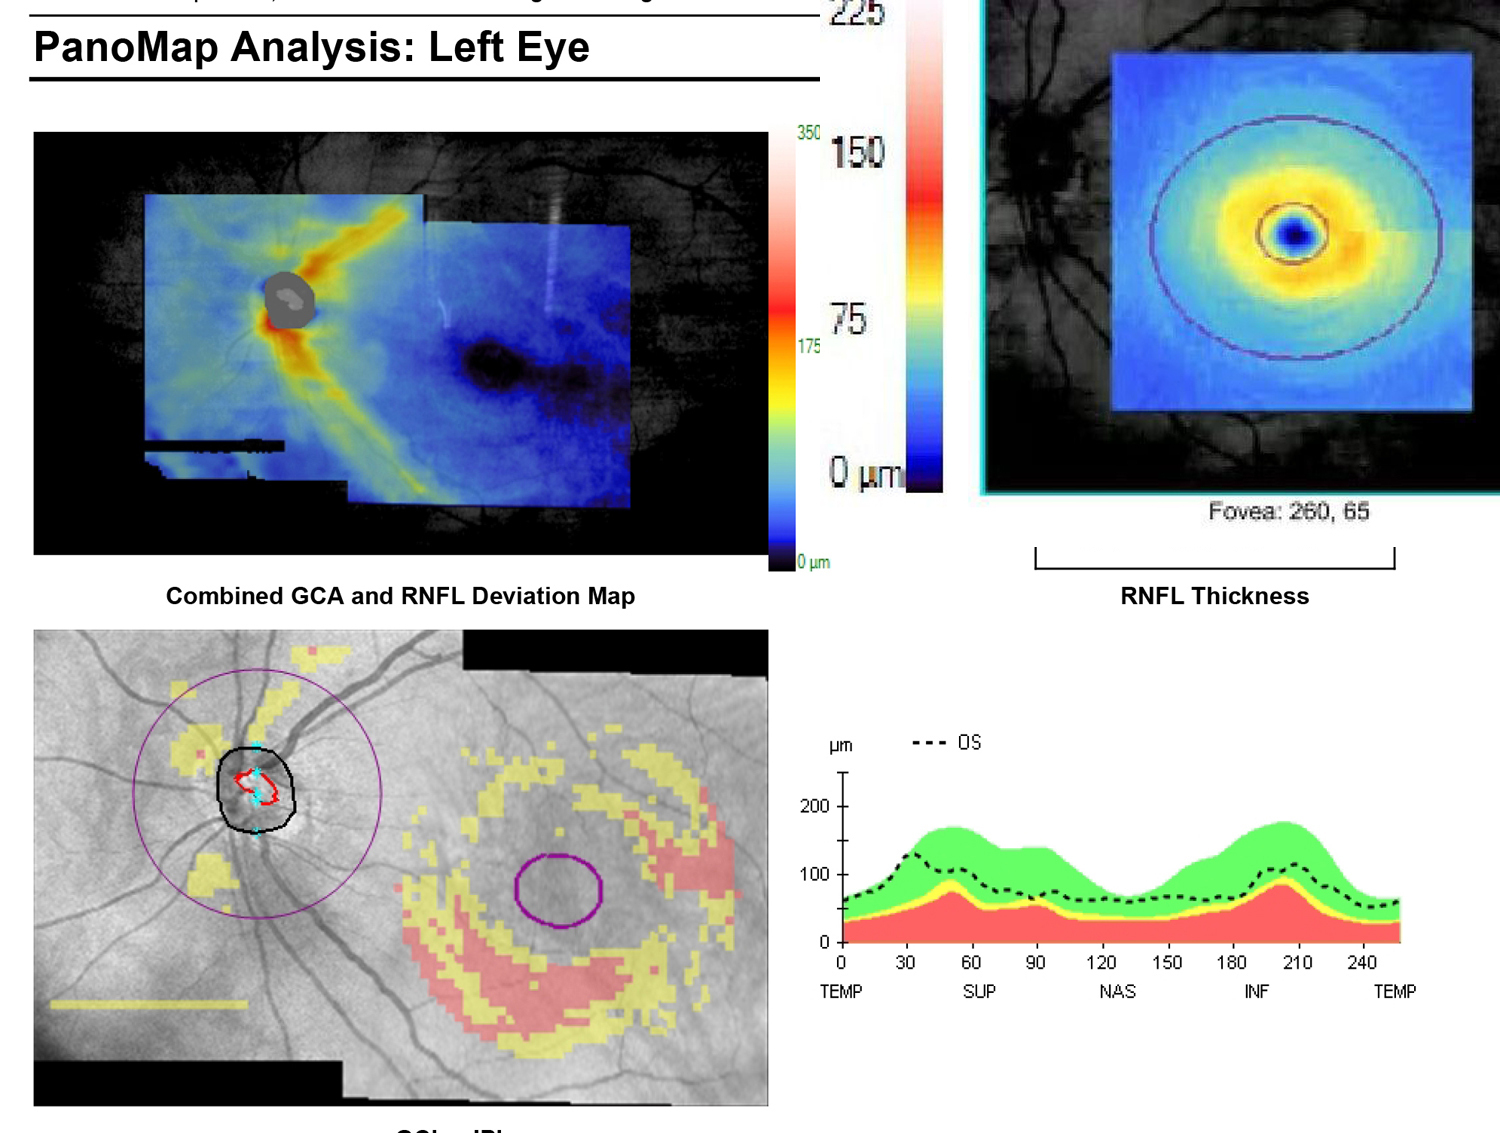 PanoMap Analysis: Left Eye
350
175
0 µm
225
150
75
0 µm
Fovea: 260, 65
RNFL Thickness
Combined GCA and RNFL Deviation Map
µm
OS
200
100
0
0 30 60 90 120 150 180 210 240
TEMP SUP NAS INF TEMP